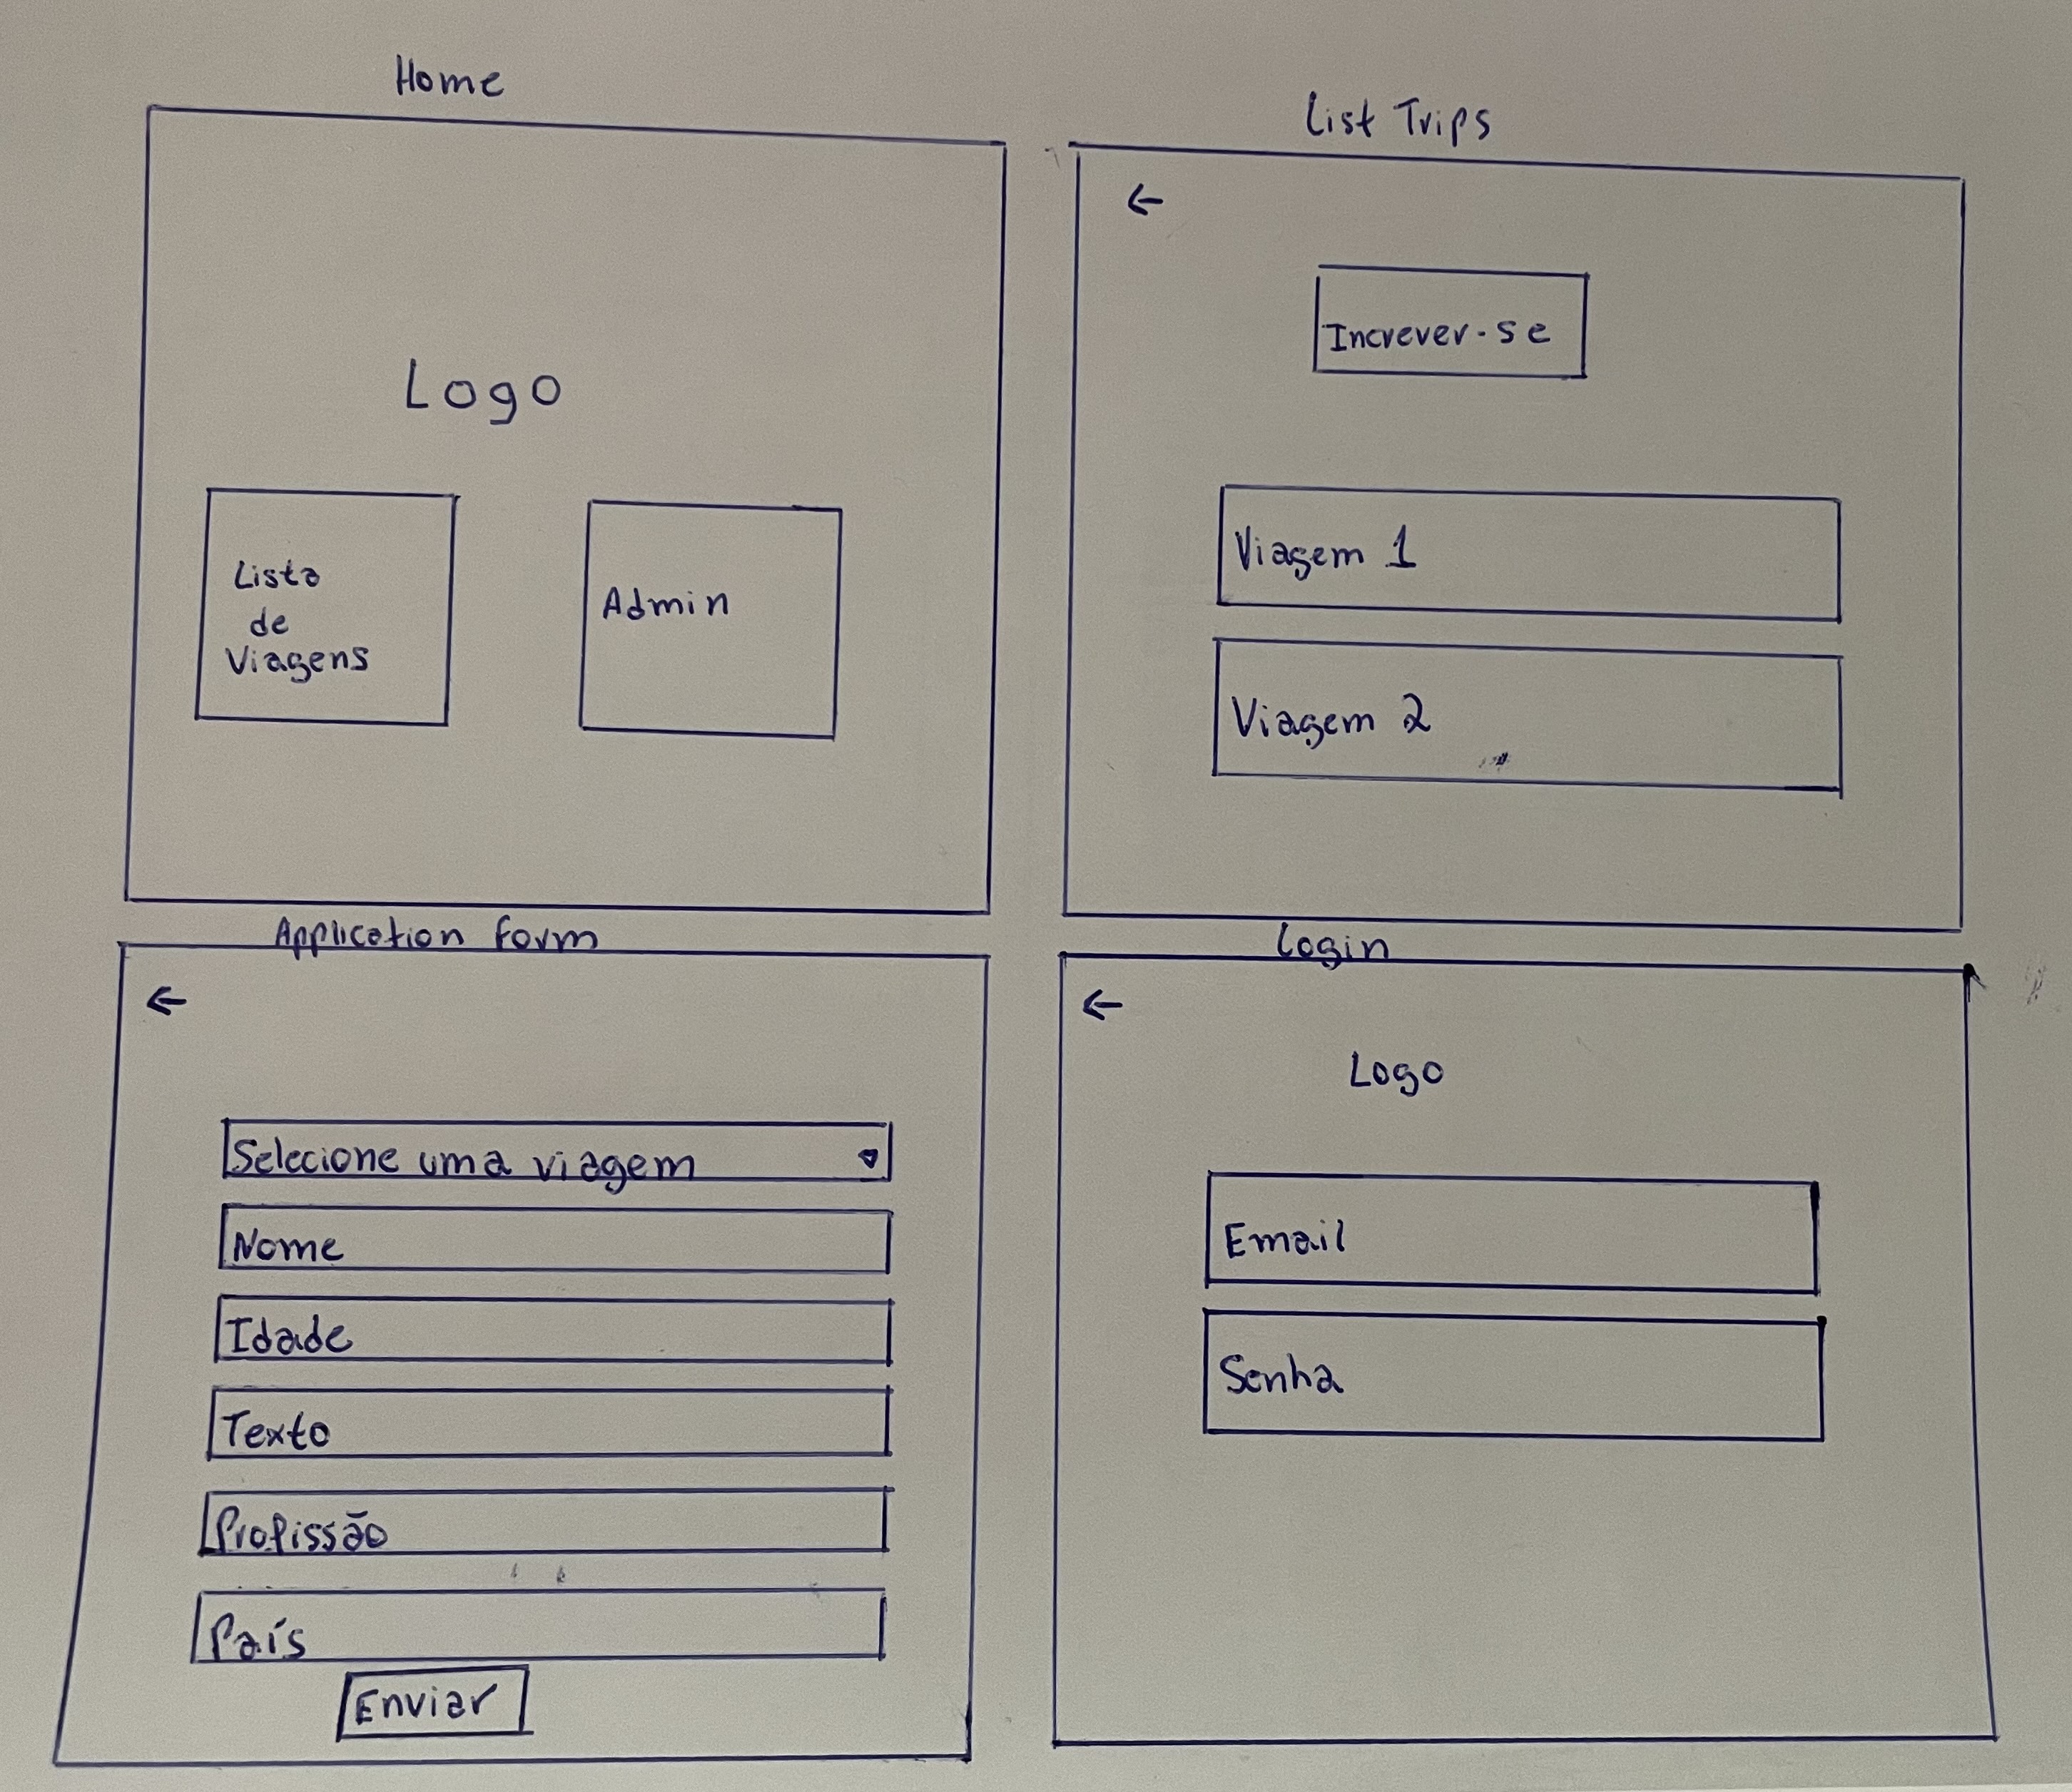 Home
Logo
Lista
de
Viagens
Admin
List Trips
←
Increver-se
Viagem 1
Viagem 2
Application Form
←
Selecione uma viagem
Nome
Idade
Texto
Profissão
País
Enviar
Login
←
Logo
Email
Senha